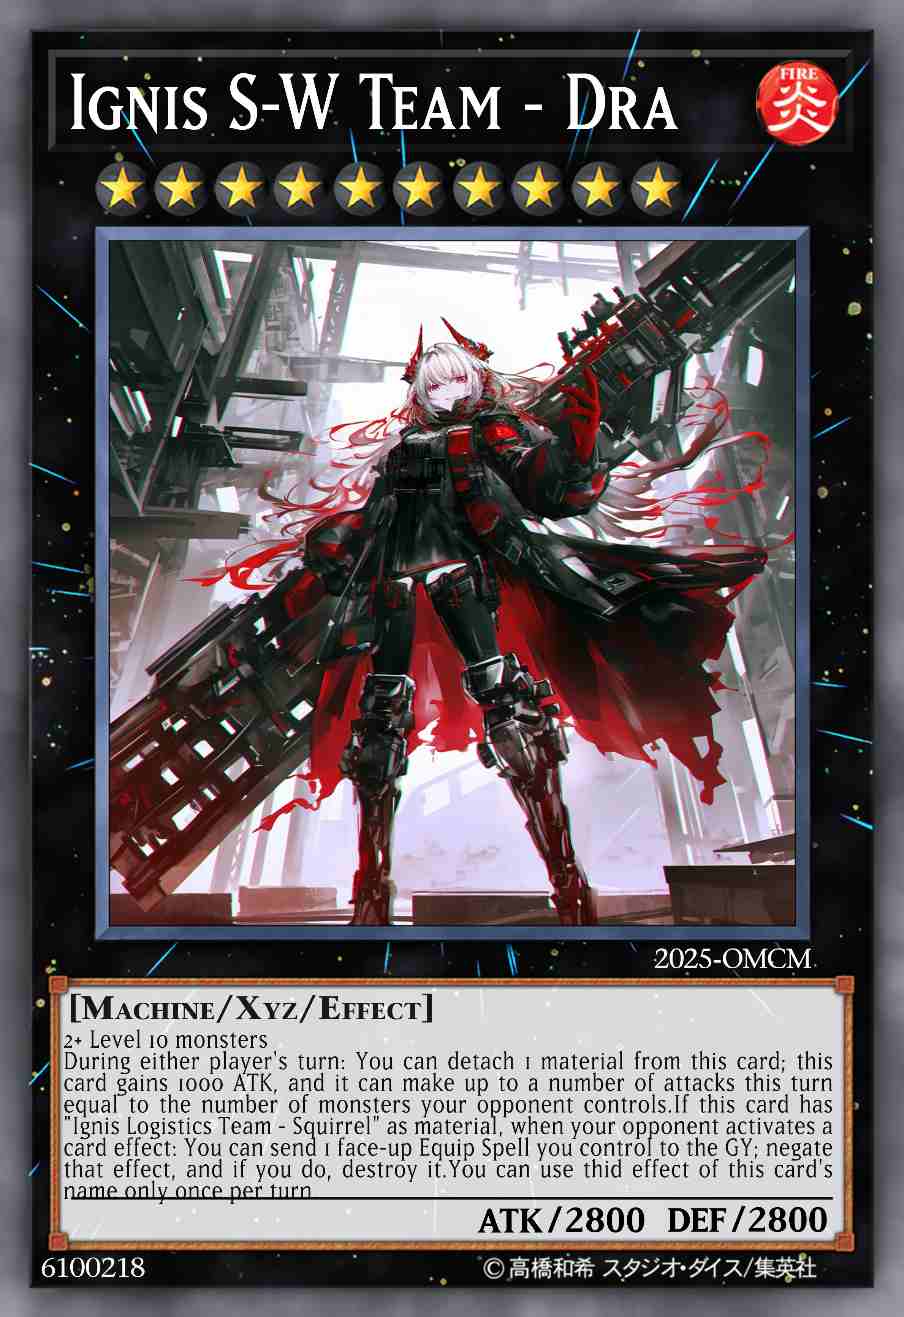 Ignis S-W Team - Dra
FIRE
炎
2025-OMCM
[Machine/Xyz/Effect]
2+ Level 10 monsters
During either player's turn: You can detach 1 material from this card; this
card gains 1000 ATK, and it can make up to a number of attacks this turn
equal to the number of monsters your opponent controls.If this card has
"Ignis Logistics Team - Squirrel" as material, when your opponent activates a
card effect: You can send 1 face-up Equip Spell you control to the GY; negate
that effect, and if you do, destroy it.You can use thid effect of this card's
name only once per turn
ATK/2800 DEF/2800
6100218
©高橋和希 スタジオ・ダイス/集英社